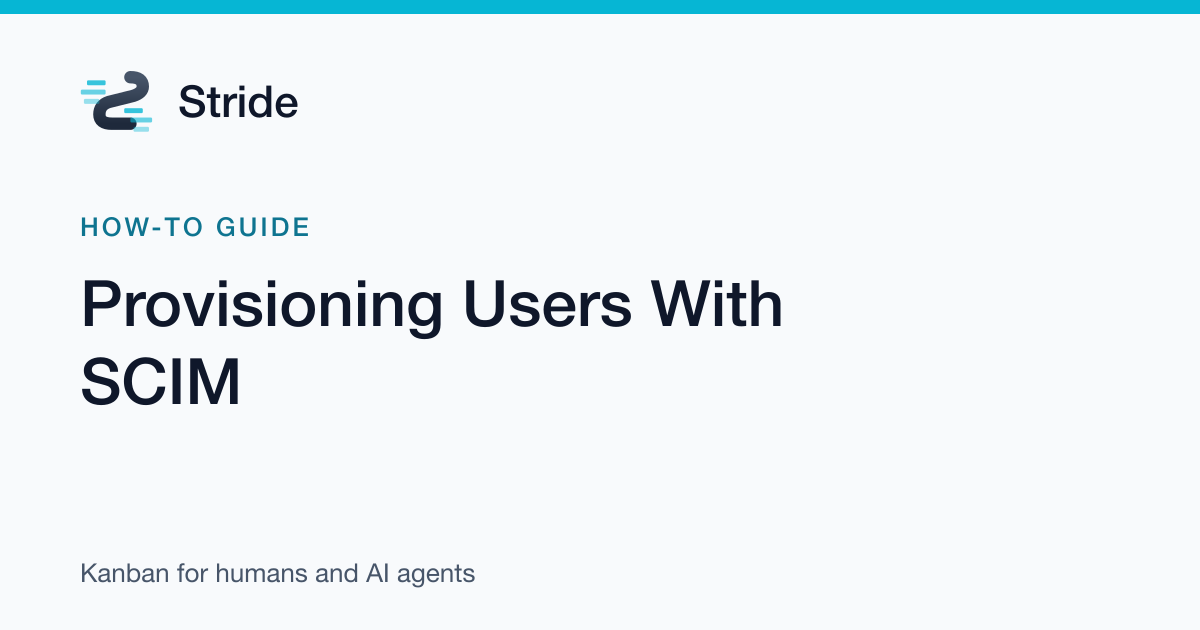 Stride
HOW-TO GUIDE
Provisioning Users With
SCIM
Kanban for humans and AI agents